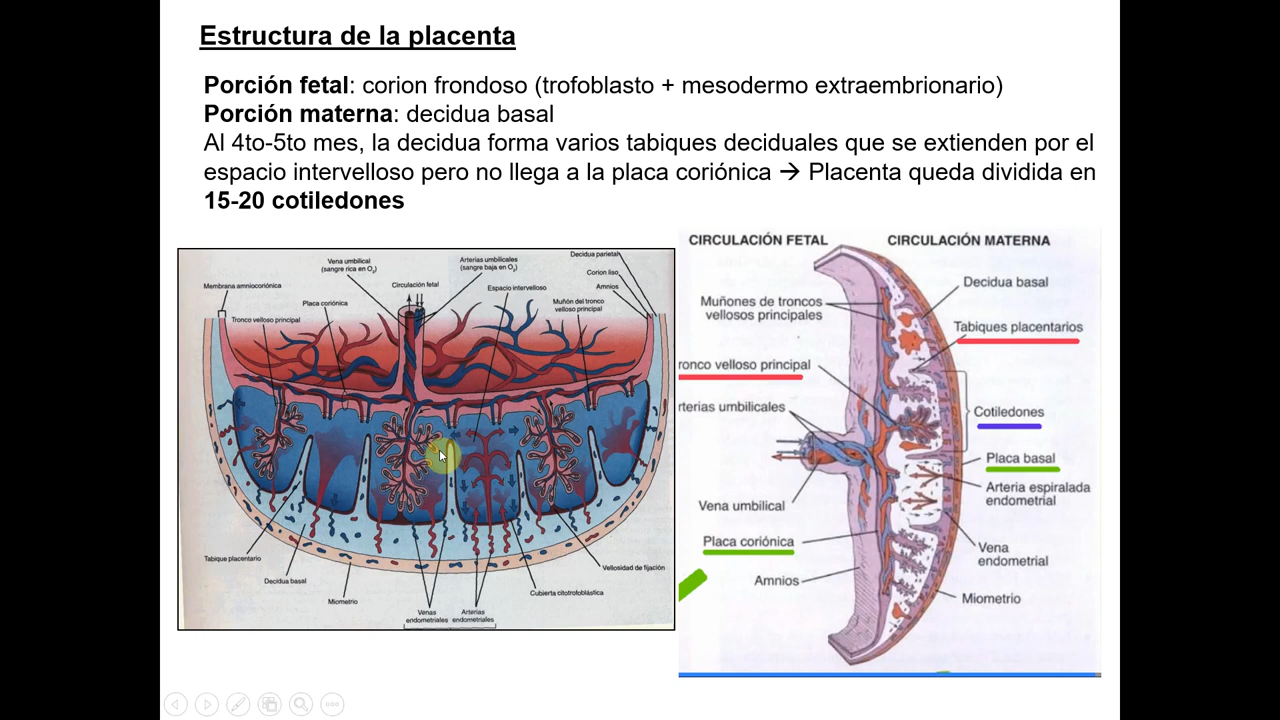 Estructura de la placenta
Porción fetal: corion frondoso (trofoblasto + mesodermo extraembrionario)
Porción materna: decidua basal
Al 4to-5to mes, la decidua forma varios tabiques deciduales que se extienden por el
espacio intervelloso pero no llega a la placa coriónica → Placenta queda dividida en
15-20 cotiledones
Vena umbilical
(sangre rica en O₂)
Arterias umbilicales
(sangre baja en O₂)
Decidua parietal
Corion liso
Amnios
Membrana amniocoriónica
Circulación fetal
Espacio intervelloso
Placa coriónica
Muñón del tronco
velloso principal
Tronco velloso principal
Tabique placentario
Decidua basal
Miometrio
Venas
endometriales
Arterias
endometriales
Cubierta citotrofoblástica
Vellosidad de fijación
CIRCULACIÓN FETAL
CIRCULACIÓN MATERNA
Muñones de troncos
vellosos principales
Decidua basal
Tabiques placentarios
ronco velloso principal
rterias umbilicales
Cotiledones
Placa basal
Arteria espiralada
endometrial
Vena umbilical
Placa coriónica
Vena
endometrial
Amnios
Miometrio